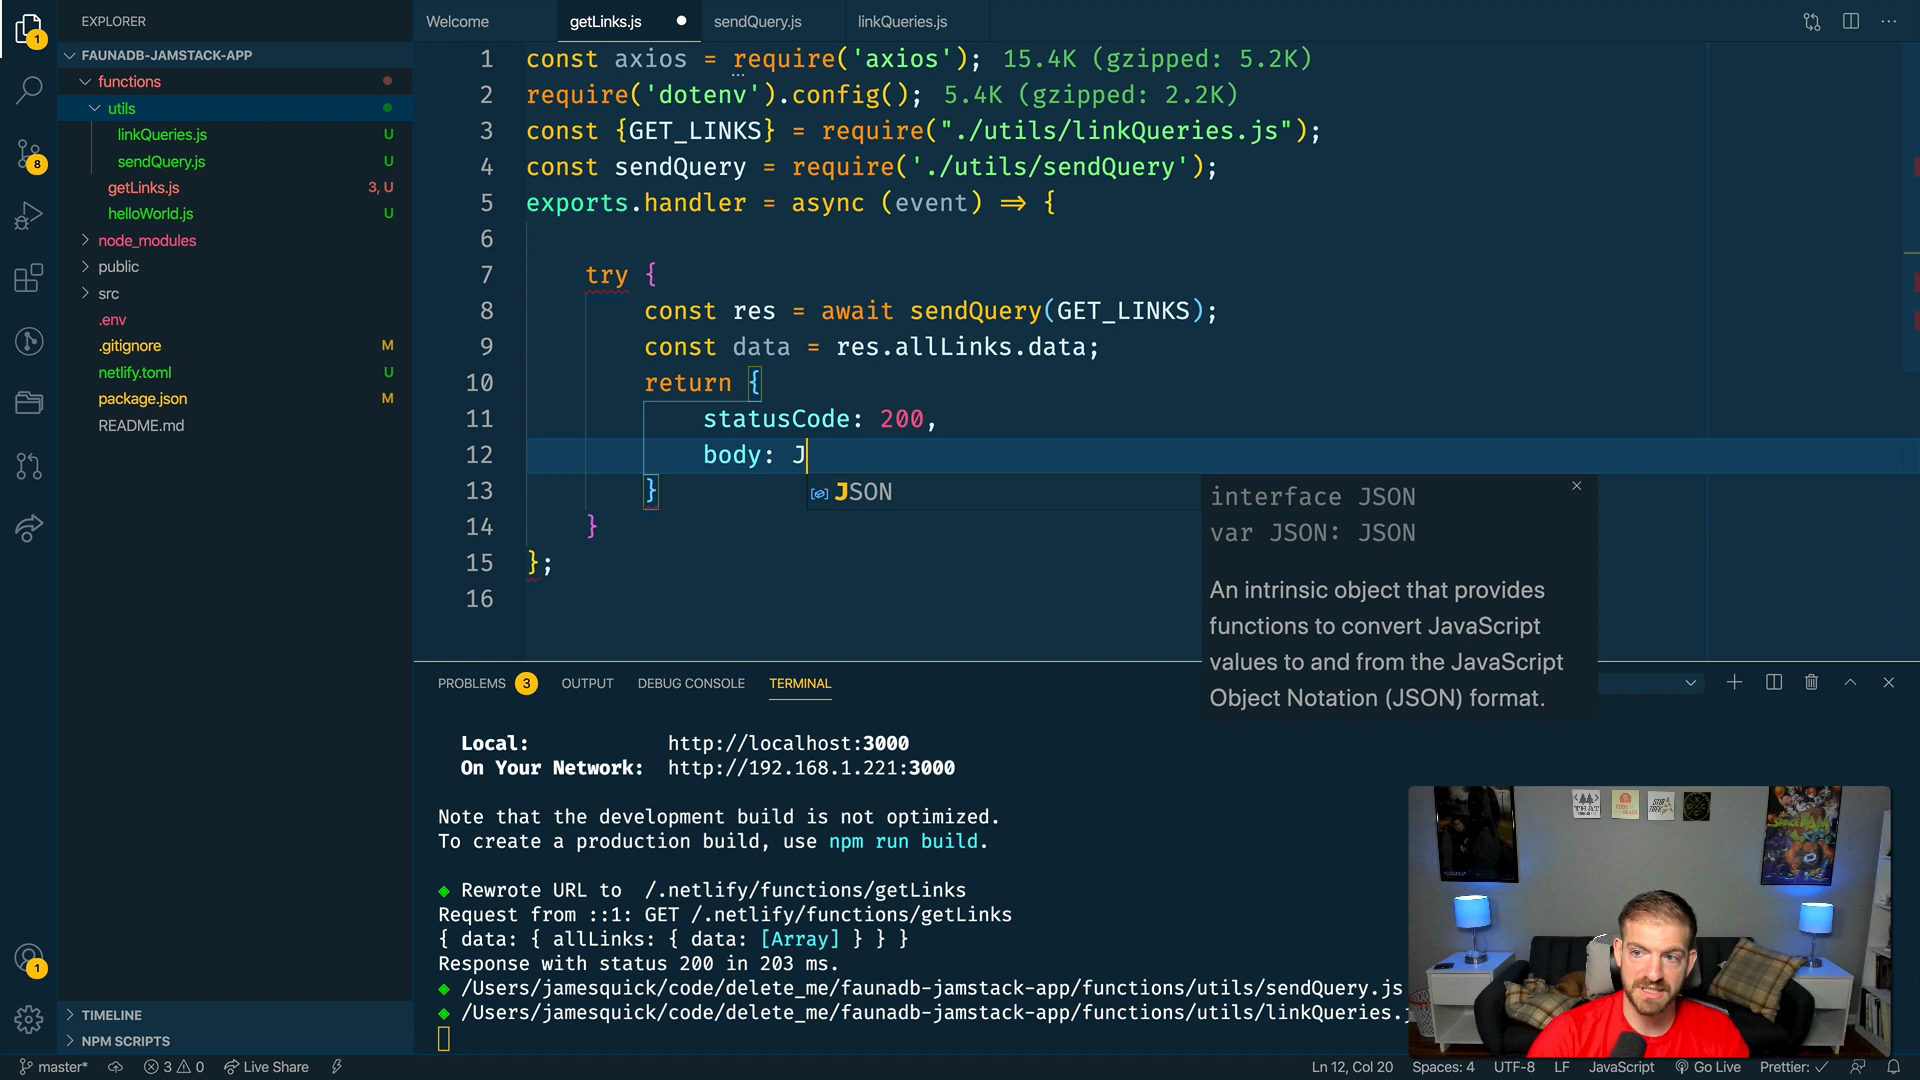 EXPLORER
Welcome
getLinks.js
sendQuery.js
linkQueries.js
FAUNADB-JAMSTACK-APP
functions
utils
linkQueries.js U
sendQuery.js U
getLinks.js 3, U
helloWorld.js U
node_modules
public
src
.env
.gitignore M
netlify.toml U
package.json M
README.md
TIMELINE
NPM SCRIPTS
1
8
1
1 const axios = require('axios'); 15.4K (gzipped: 5.2K)
2 require('dotenv').config(); 5.4K (gzipped: 2.2K)
3 const {GET_LINKS} = require("./utils/linkQueries.js");
4 const sendQuery = require('./utils/sendQuery');
5 exports.handler = async (event) => {
6
7 try {
8 const res = await sendQuery(GET_LINKS);
9 const data = res.allLinks.data;
10 return {
11 statusCode: 200,
12 body: J
13 }
14 }
15 };
16
JSON
interface JSON
var JSON: JSON
An intrinsic object that provides
functions to convert JavaScript
values to and from the JavaScript
Object Notation (JSON) format.
PROBLEMS 3 OUTPUT DEBUG CONSOLE TERMINAL
Local: http://localhost:3000
On Your Network: http://192.168.1.221:3000
Note that the development build is not optimized.
To create a production build, use npm run build.
◆ Rewrote URL to /.netlify/functions/getLinks
Request from ::1: GET /.netlify/functions/getLinks
{ data: { allLinks: { data: [Array] } } }
Response with status 200 in 203 ms.
◆ /Users/jamesquick/code/delete_me/faunadb-jamstack-app/functions/utils/sendQuery.js
◆ /Users/jamesquick/code/delete_me/faunadb-jamstack-app/functions/utils/linkQueries.j
master* 3 0 Live Share
Ln 12, Col 20 Spaces: 4 UTF-8 LF JavaScript Go Live Prettier: ✓